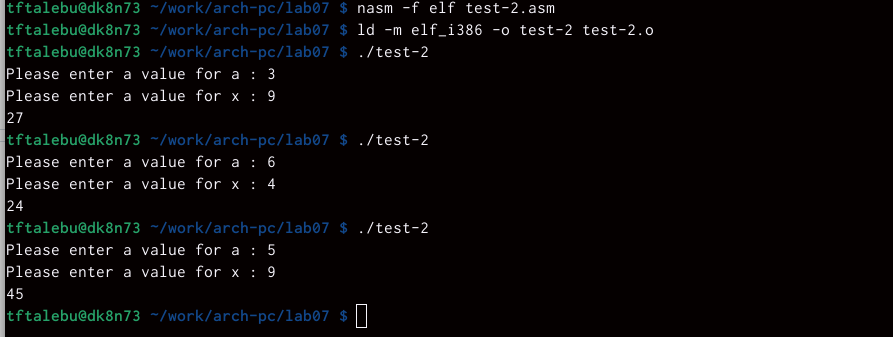 tftalebu@dk8n73 ~/work/arch-pc/lab07 $ nasm -f elf test-2.asm
tftalebu@dk8n73 ~/work/arch-pc/lab07 $ ld -m elf_i386 -o test-2 test-2.o
tftalebu@dk8n73 ~/work/arch-pc/lab07 $ ./test-2
Please enter a value for a : 3
Please enter a value for x : 9
27
tftalebu@dk8n73 ~/work/arch-pc/lab07 $ ./test-2
Please enter a value for a : 6
Please enter a value for x : 4
24
tftalebu@dk8n73 ~/work/arch-pc/lab07 $ ./test-2
Please enter a value for a : 5
Please enter a value for x : 9
45
tftalebu@dk8n73 ~/work/arch-pc/lab07 $